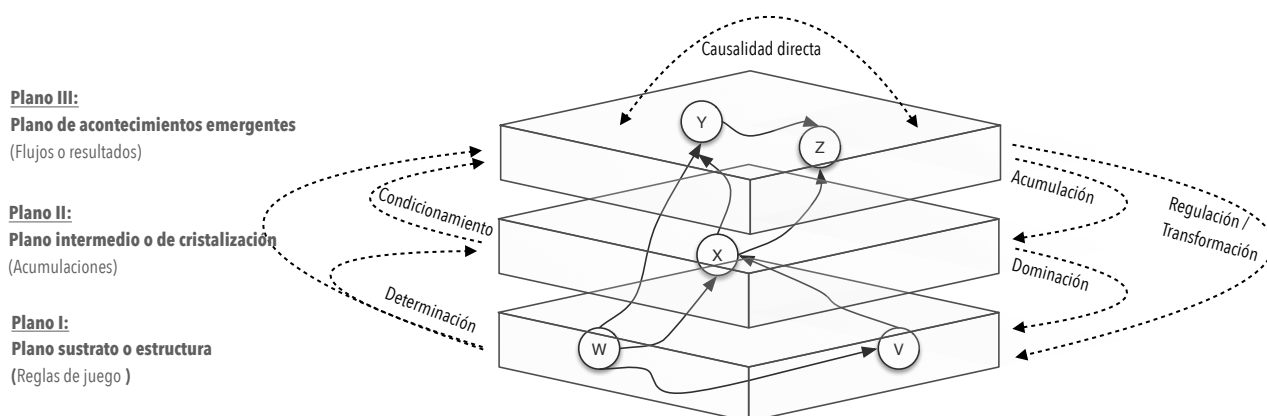 Causalidad directa
Plano III:
Plano de acontecimientos emergentes
(Flujos o resultados)
Y
Z
Acumulación
Regulación /
Transformación
Condicionamiento
Plano II:
Plano intermedio o de cristalización
(Acumulaciones)
X
Dominación
Determinación
Plano I:
Plano sustrato o estructura
(Reglas de juego )
W
V